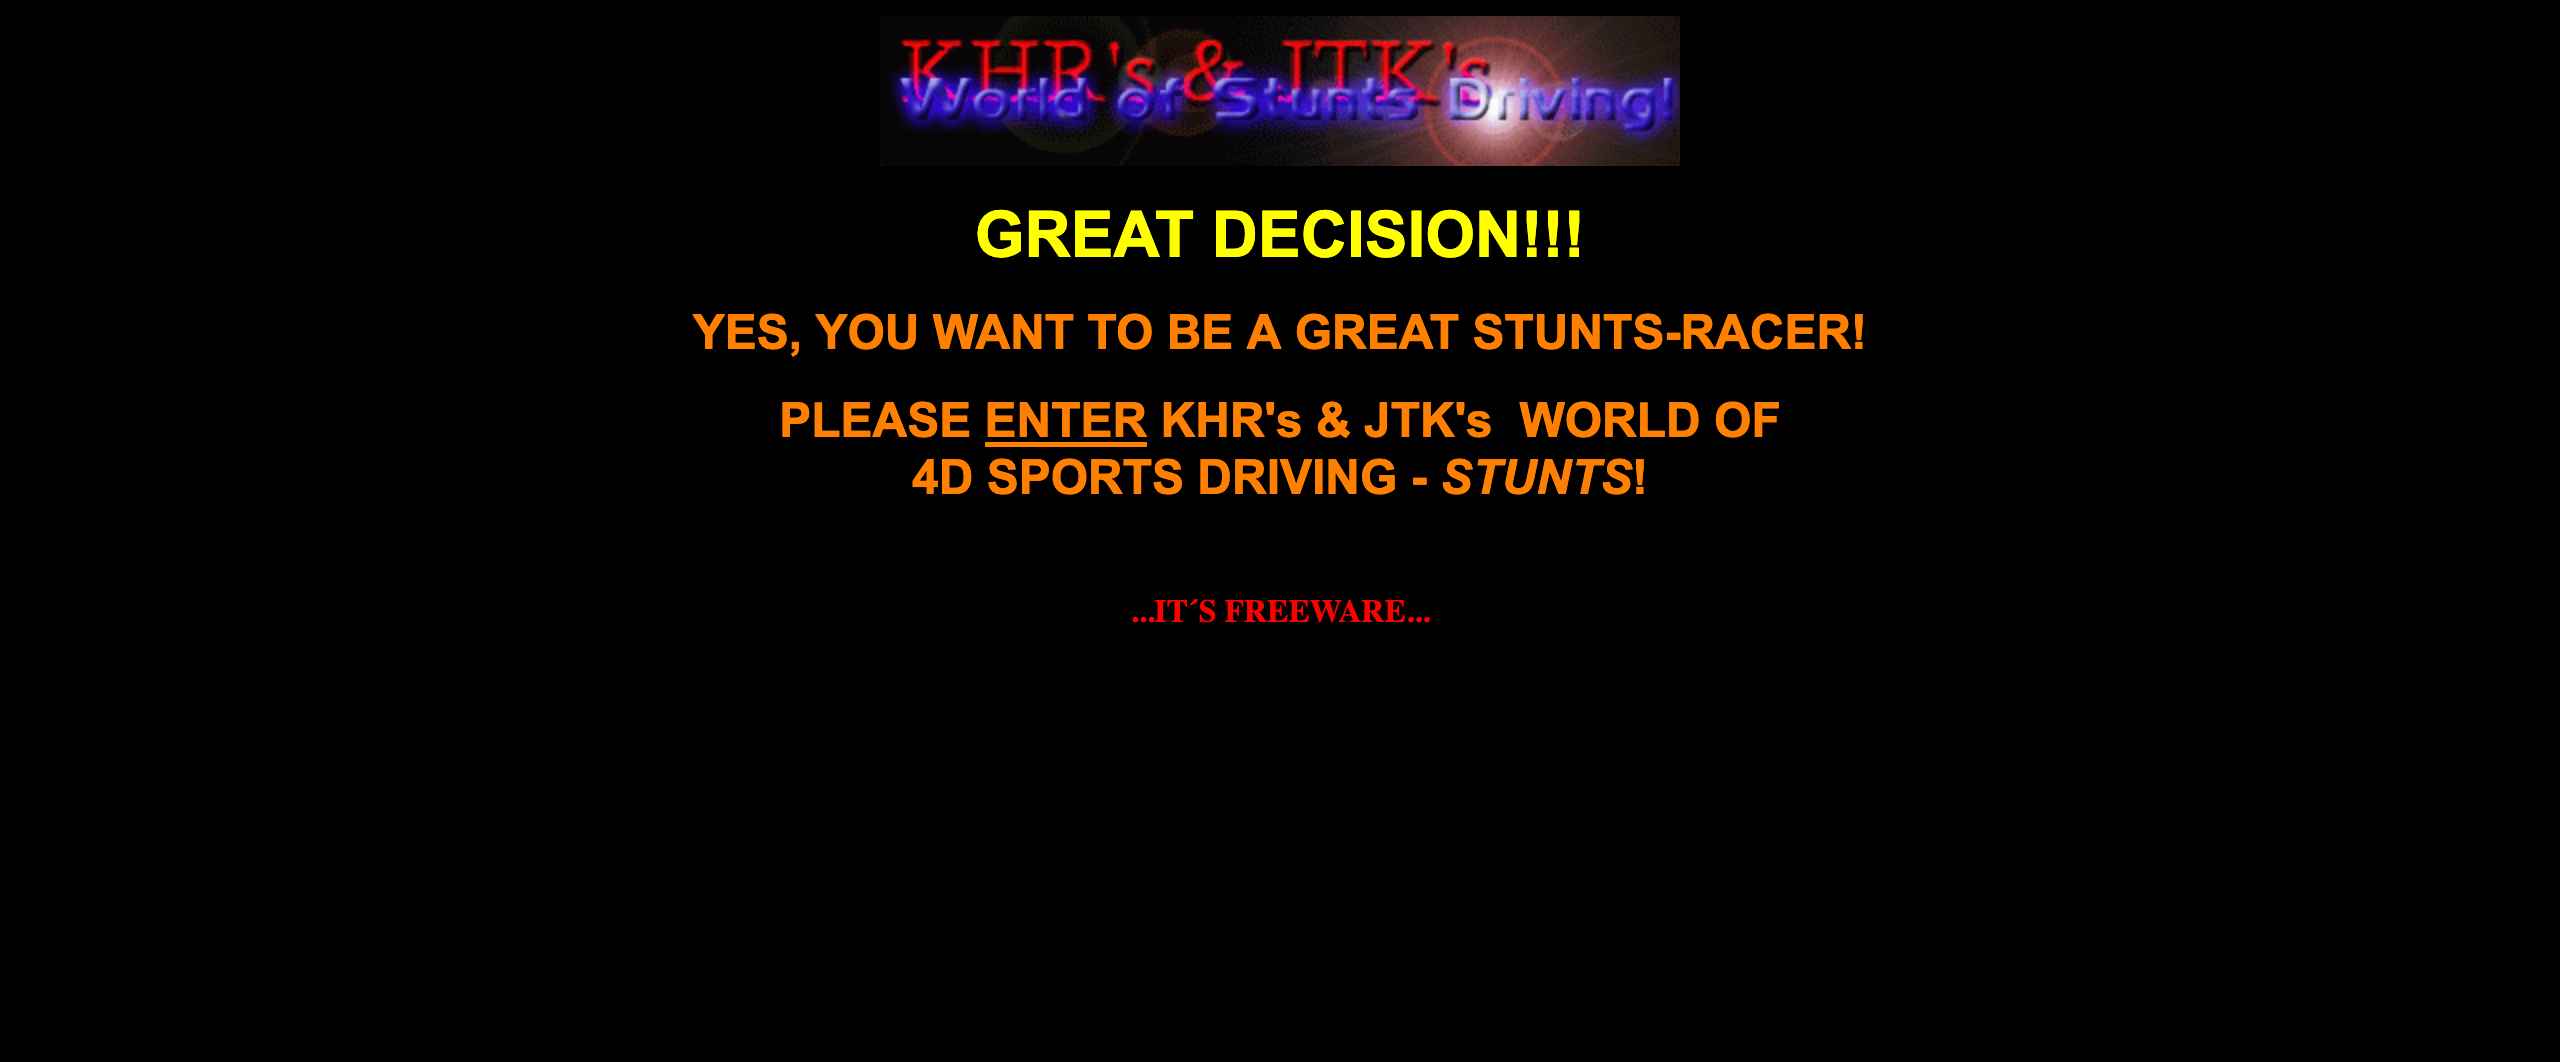 KHR's & JTK's
World of Stunts Driving!
GREAT DECISION!!!
YES, YOU WANT TO BE A GREAT STUNTS-RACER!
PLEASE ENTER KHR's & JTK's  WORLD OF
4D SPORTS DRIVING - STUNTS!
...IT´S FREEWARE...